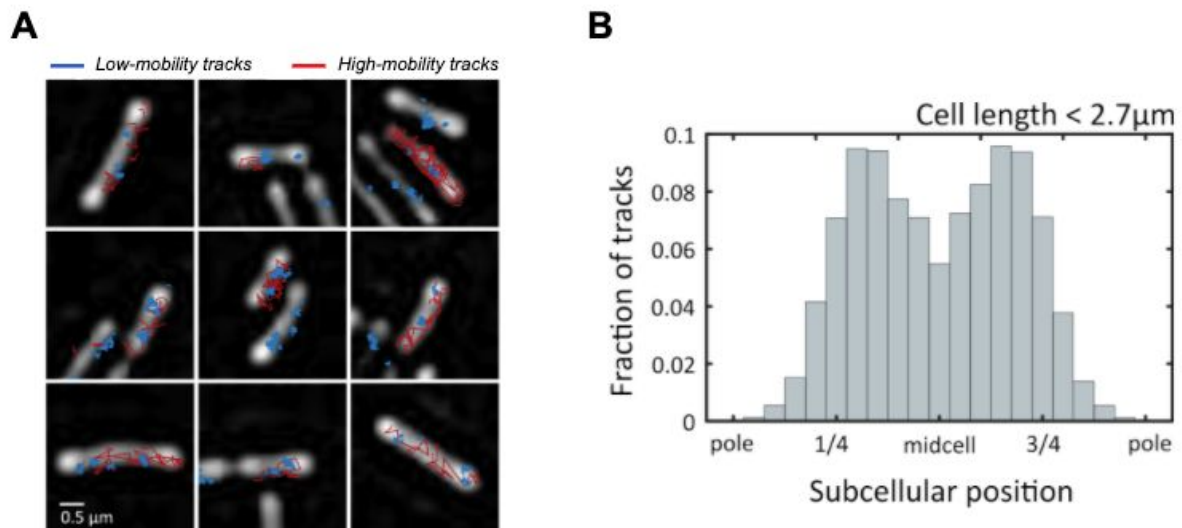 A
Low-mobility tracks High-mobility tracks
0.5 µm
B
Cell length < 2.7µm
Fraction of tracks
0.1
0.08
0.06
0.04
0.02
0
pole 1/4 midcell 3/4 pole
Subcellular position